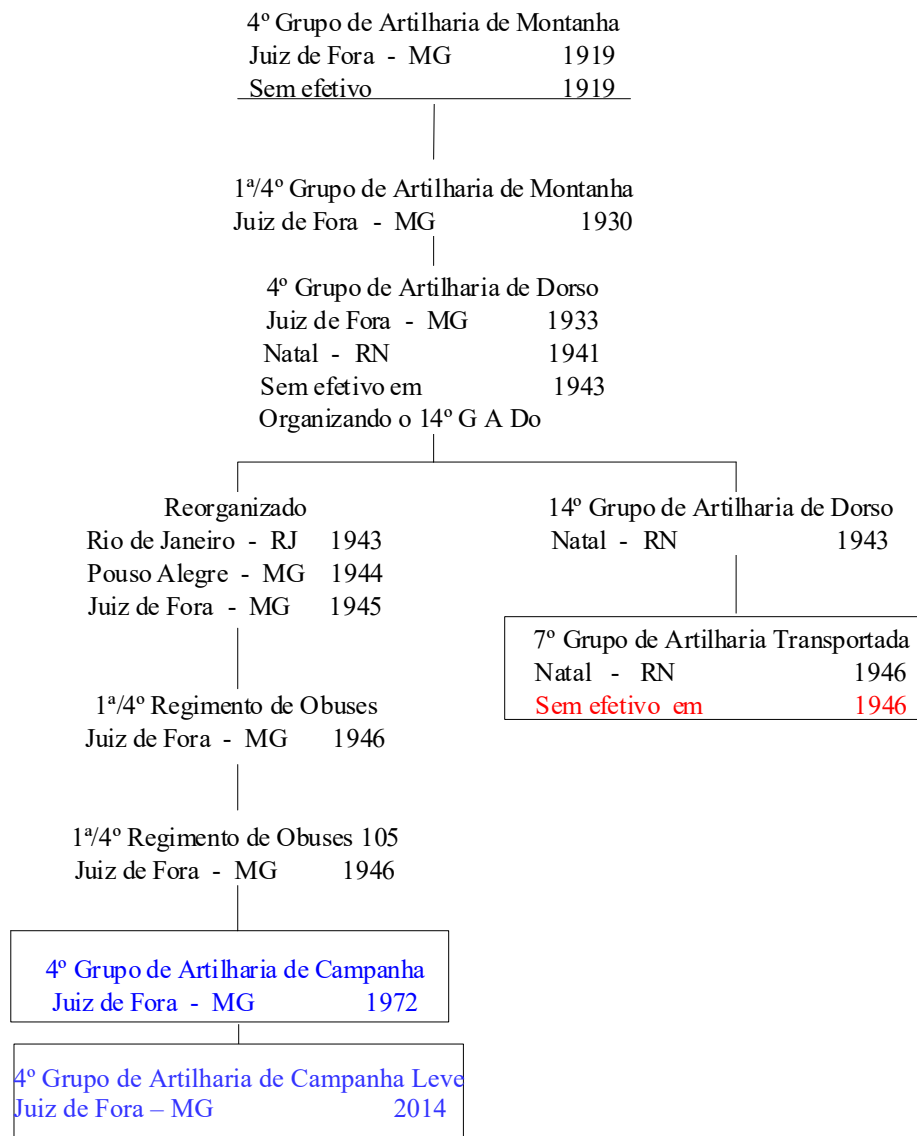 4º Grupo de Artilharia de Montanha
Juiz de Fora - MG 1919
Sem efetivo 1919
1ª/4º Grupo de Artilharia de Montanha
Juiz de Fora - MG 1930
4º Grupo de Artilharia de Dorso
Juiz de Fora - MG 1933
Natal - RN 1941
Sem efetivo em 1943
Organizando o 14º G A Do
Reorganizado
Rio de Janeiro - RJ 1943
Pouso Alegre - MG 1944
Juiz de Fora - MG 1945
14º Grupo de Artilharia de Dorso
Natal - RN 1943
7º Grupo de Artilharia Transportada
Natal - RN 1946
Sem efetivo em 1946
1ª/4º Regimento de Obuses
Juiz de Fora - MG 1946
1ª/4º Regimento de Obuses 105
Juiz de Fora - MG 1946
4º Grupo de Artilharia de Campanha
Juiz de Fora - MG 1972
4º Grupo de Artilharia de Campanha Leve
Juiz de Fora – MG 2014